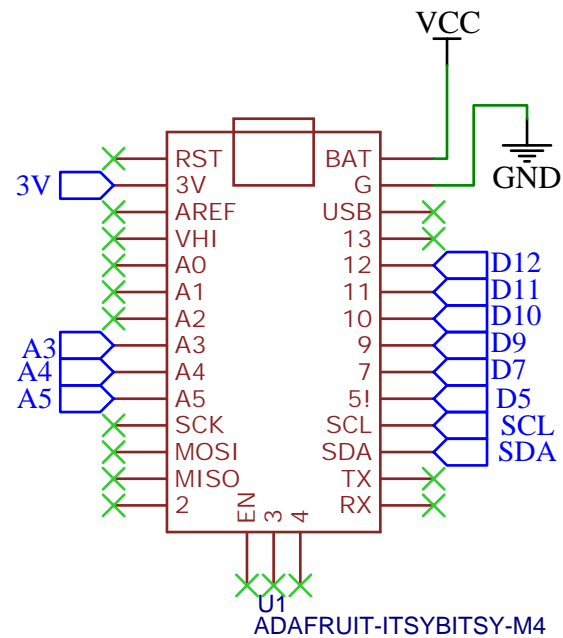 VCC
GND
RST BAT
3V 3V G
AREF USB
VHI 13
A0 12 D12
A1 11 D11
A2 10 D10
A3 A3 9 D9
A4 A4 7 D7
A5 A5 5! D5
SCK SCL SCL
MOSI SDA SDA
MISO TX
2 RX
EN 3 4
U1
ADAFRUIT-ITSYBITSY-M4